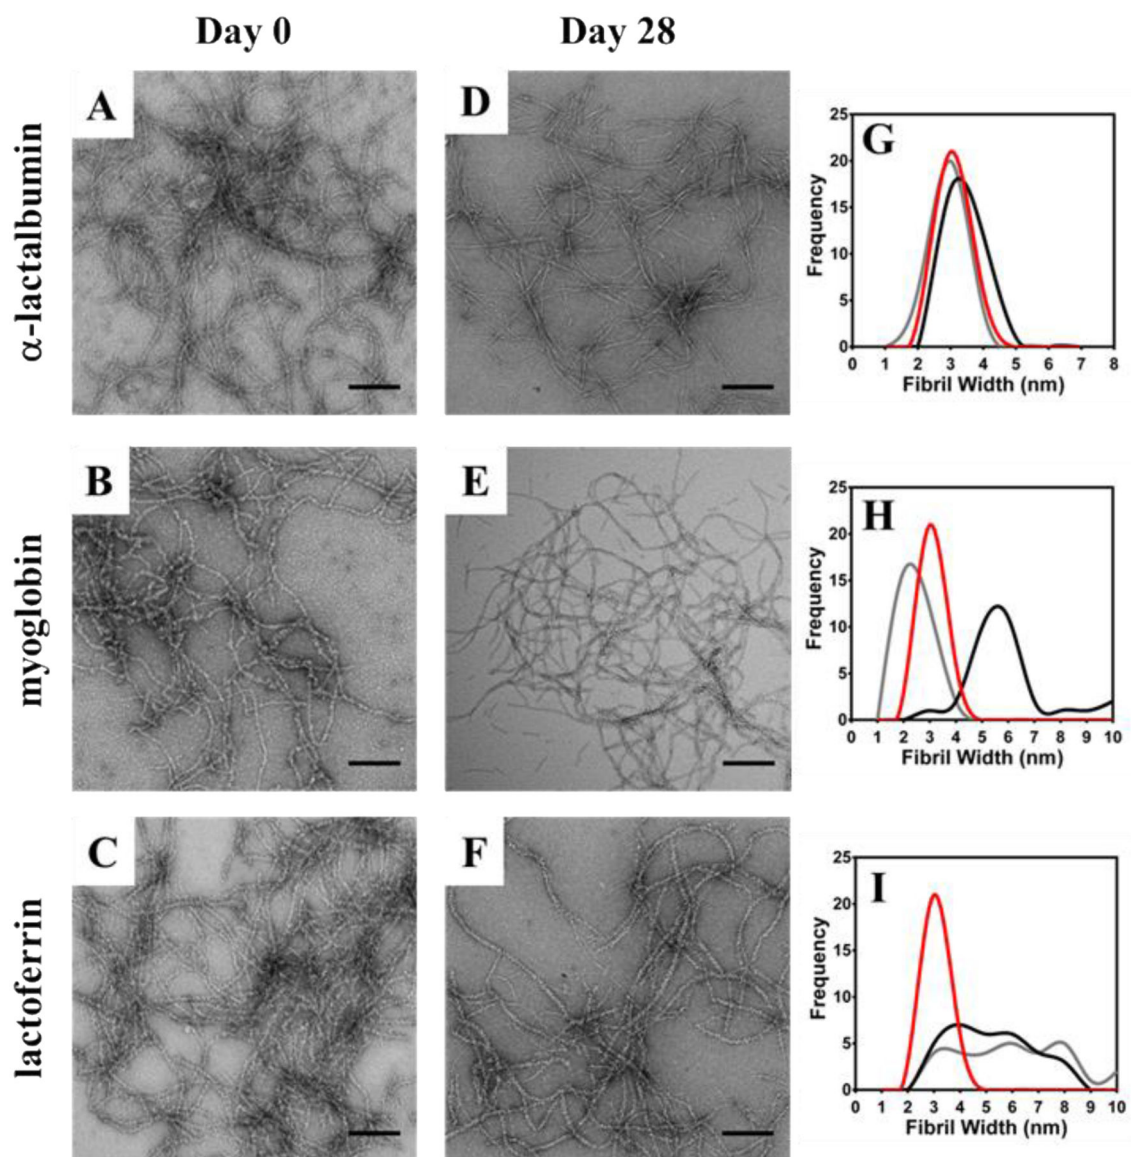 Day 0
Day 28
α-lactalbumin
A
D
G
25
20
15
10
5
0
Frequency
0 1 2 3 4 5 6 7 8
Fibril Width (nm)
myoglobin
B
E
H
25
20
15
10
5
0
Frequency
0 1 2 3 4 5 6 7 8 9 10
Fibril Width (nm)
lactoferrin
C
F
I
25
20
15
10
5
0
Frequency
0 1 2 3 4 5 6 7 8 9 10
Fibril Width (nm)